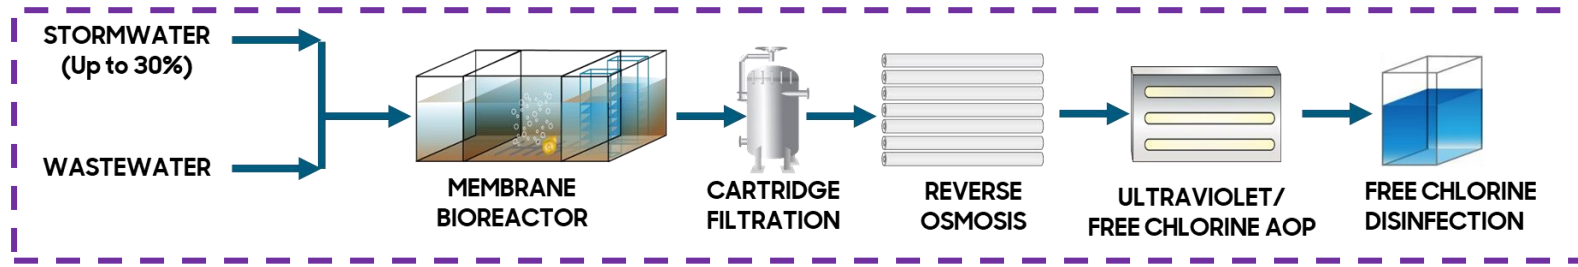 STORMWATER
(Up to 30%)
WASTEWATER
MEMBRANE
BIOREACTOR
CARTRIDGE
FILTRATION
REVERSE
OSMOSIS
ULTRAVIOLET/
FREE CHLORINE AOP
FREE CHLORINE
DISINFECTION